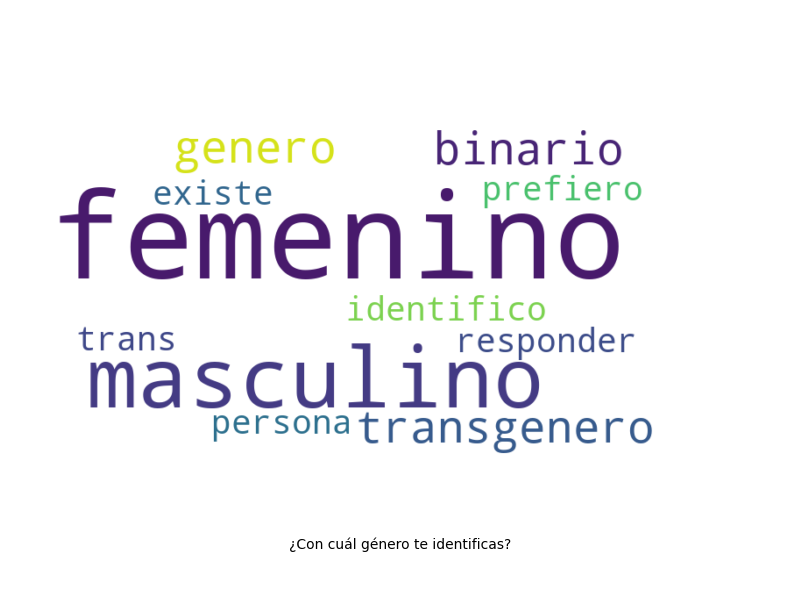 genero binario
existe prefiero
femenino
identifico
trans responder
masculino
persona transgenero
¿Con cuál género te identificas?